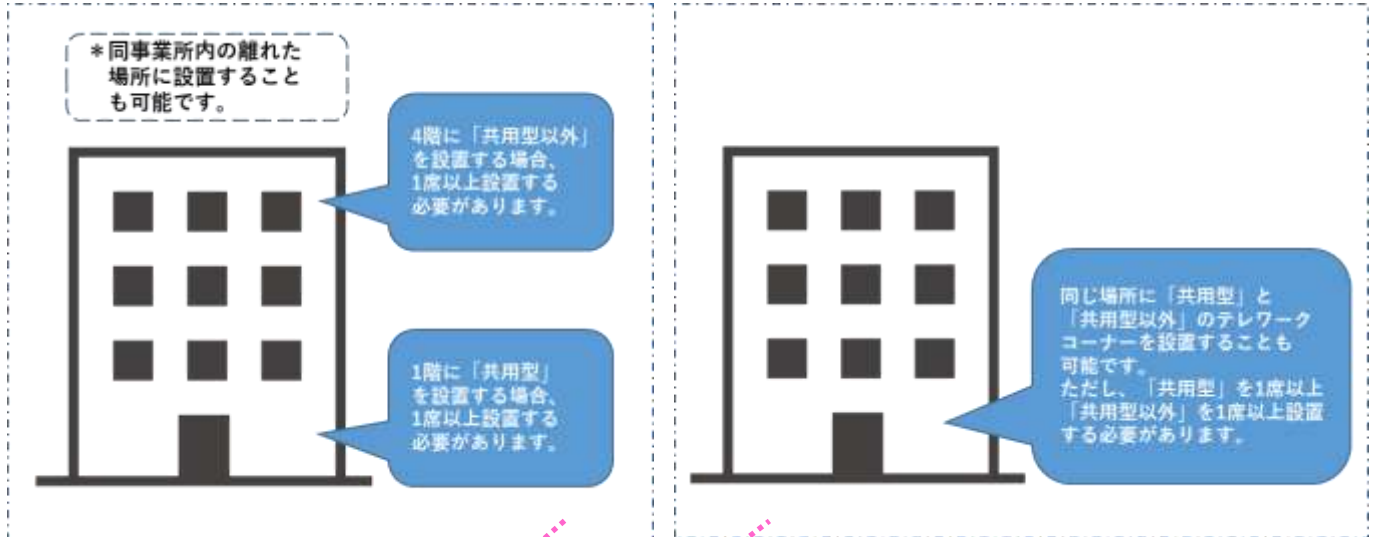 ＊同事業所内の離れた
場所に設置すること
も可能です。
4階に「共用型以外」
を設置する場合、
1席以上設置する
必要があります。
1階に「共用型」
を設置する場合、
1席以上設置する
必要があります。
同じ場所に「共用型」と
「共用型以外」のテレワーク
コーナーを設置することも
可能です。
ただし、「共用型」を1席以上
「共用型以外」を1席以上設置
する必要があります。